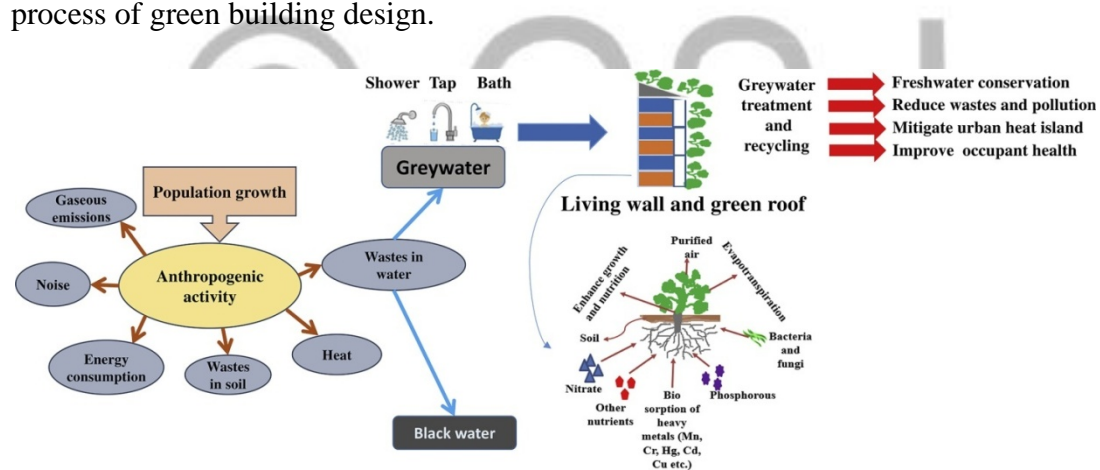 process of green building design.
Shower Tap Bath
Greywater
Greywater
treatment
and
recycling
Freshwater conservation
Reduce wastes and pollution
Mitigate urban heat island
Improve occupant health
Living wall and green roof
Population growth
Gaseous
emissions
Noise
Anthropogenic
activity
Wastes in
water
Energy
consumption
Wastes
in soil
Heat
Black water
Purified
air
Enhance growth
and nutrition
Evapotranspiration
Soil
Bacteria
and
fungi
Nitrate
Other
nutrients
Bio
sorption of
heavy
metals (Mn,
Cr, Hg, Cd,
Cu etc.)
Phosphorous